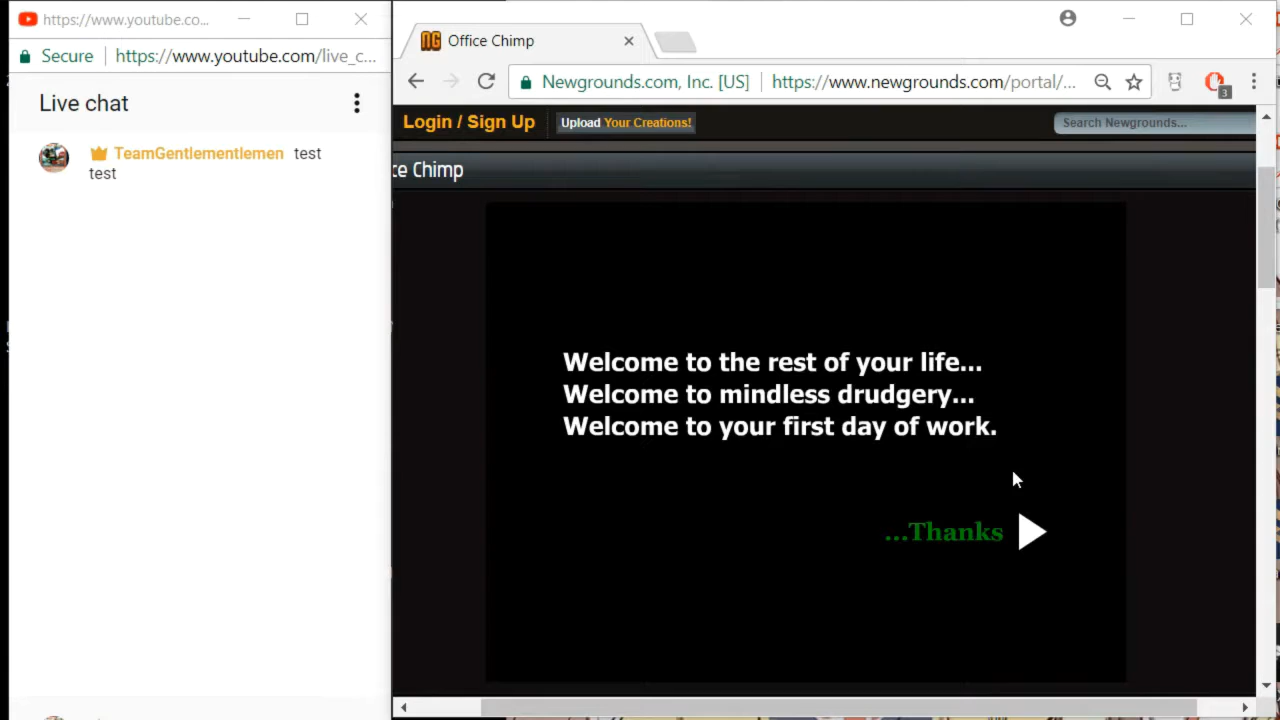 https://www.youtube.co...
Secure https://www.youtube.com/live_c...
Live chat
TeamGentlementlemen test
test
Office Chimp
Newgrounds.com, Inc. [US] https://www.newgrounds.com/portal/...
3
Login / Sign Up Upload Your Creations! Search Newgrounds...
ce Chimp
Welcome to the rest of your life...
Welcome to mindless drudgery...
Welcome to your first day of work.
...Thanks